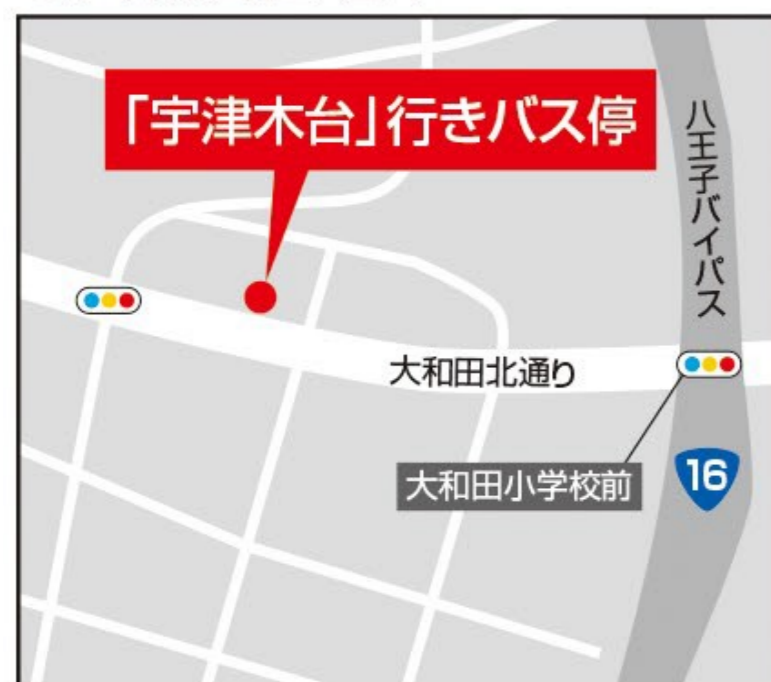 「宇津木台」行きバス停
八王子バイパス
大和田北通り
大和田小学校前
16